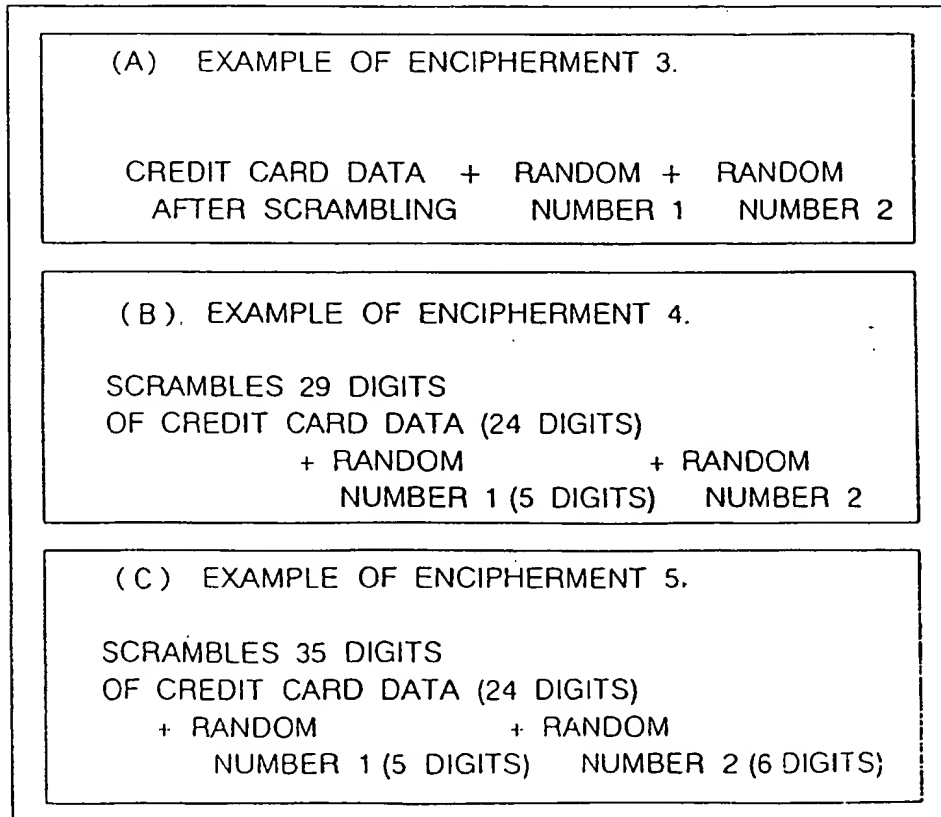 (A) EXAMPLE OF ENCIPHERMENT 3.
CREDIT CARD DATA + RANDOM + RANDOM
AFTER SCRAMBLING NUMBER 1 NUMBER 2
(B). EXAMPLE OF ENCIPHERMENT 4.
SCRAMBLES 29 DIGITS
OF CREDIT CARD DATA (24 DIGITS)
+ RANDOM + RANDOM
NUMBER 1 (5 DIGITS) NUMBER 2
(C) EXAMPLE OF ENCIPHERMENT 5.
SCRAMBLES 35 DIGITS
OF CREDIT CARD DATA (24 DIGITS)
+ RANDOM + RANDOM
NUMBER 1 (5 DIGITS) NUMBER 2 (6 DIGITS)